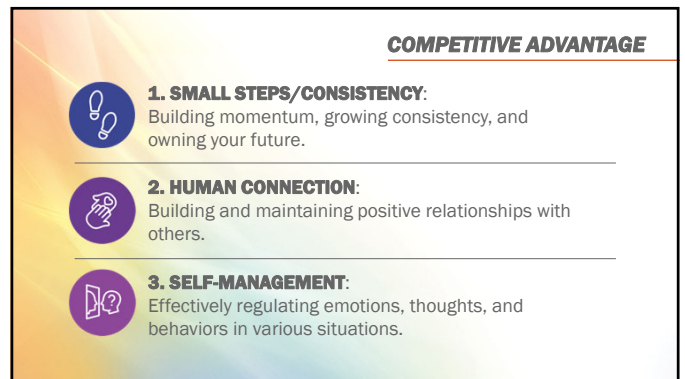 COMPETITIVE ADVANTAGE
1. SMALL STEPS/CONSISTENCY:
Building momentum, growing consistency, and
owning your future.
2. HUMAN CONNECTION:
Building and maintaining positive relationships with
others.
3. SELF-MANAGEMENT:
Effectively regulating emotions, thoughts, and
behaviors in various situations.